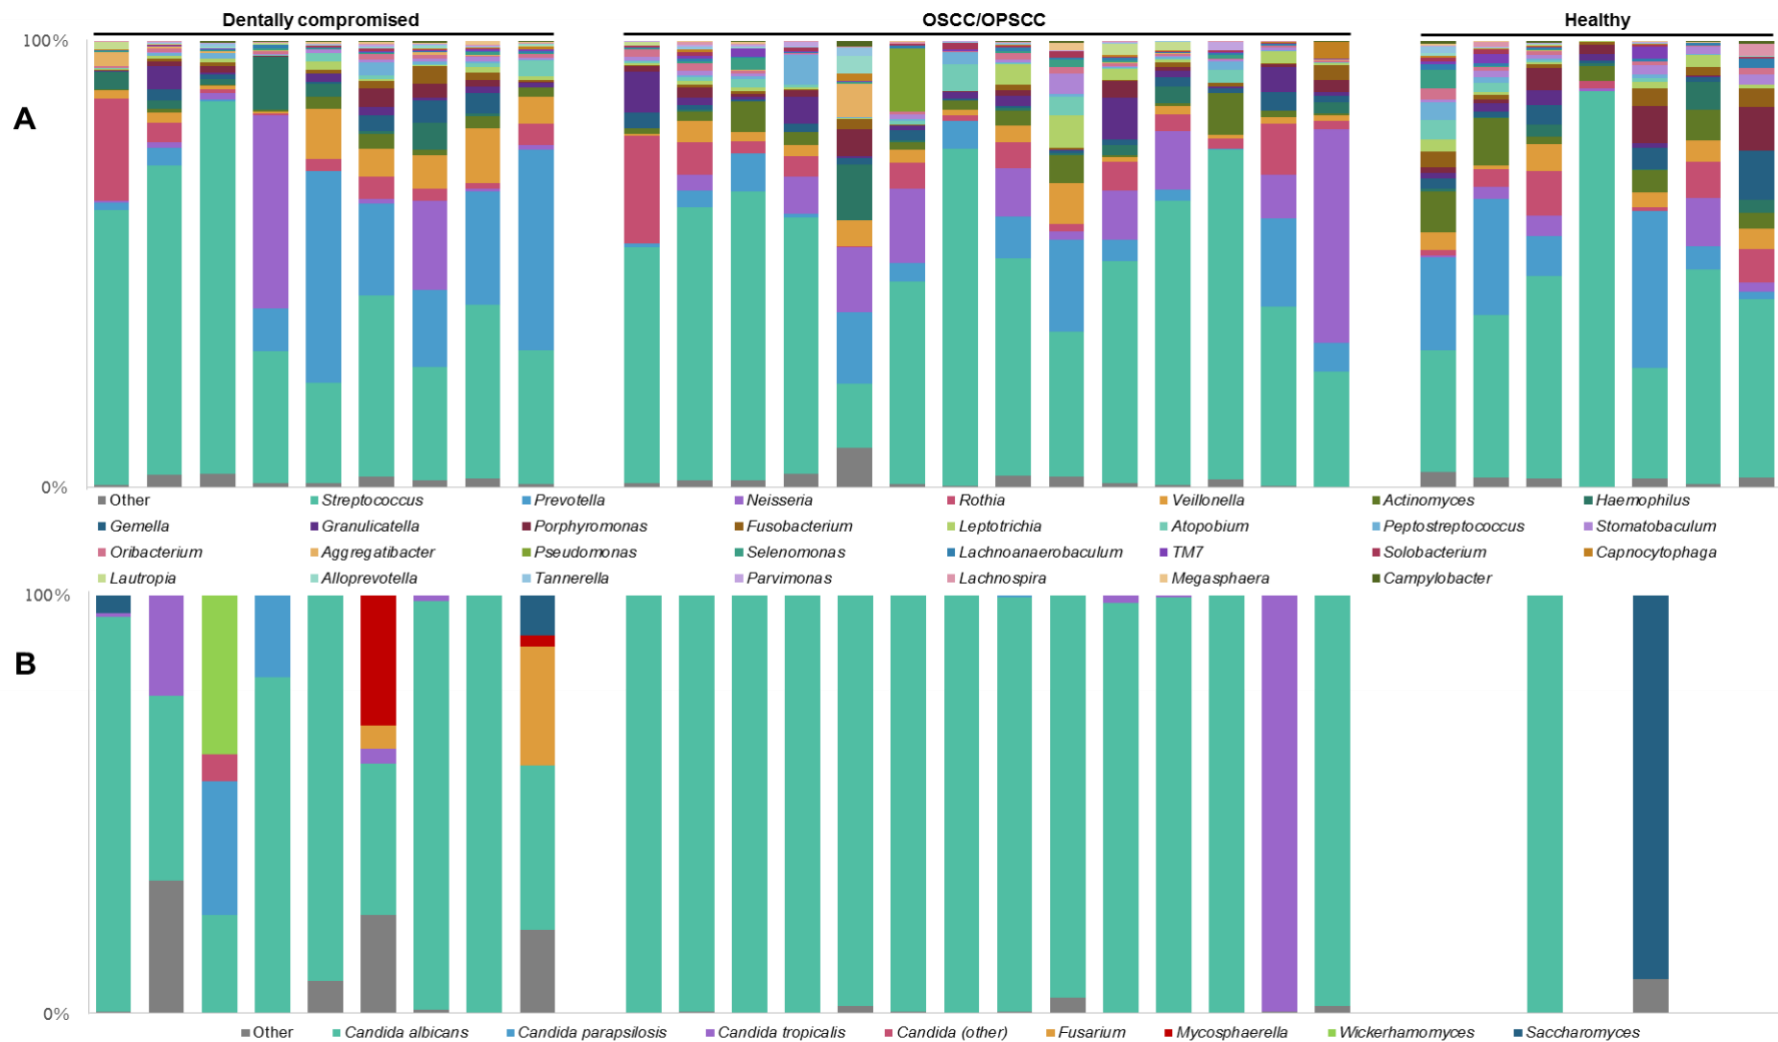 Dentally compromised OSCC/OPSCC Healthy
100%
A
0%
Other Streptococcus Prevotella Neisseria Rothia Veillonella Actinomyces Haemophilus
Gemella Granulicatella Porphyromonas Fusobacterium Leptotrichia Atopobium Peptostreptococcus Stomatobaculum
Oribacterium Aggregatibacter Pseudomonas Selenomonas Lachnoanaerobaculum TM7 Solobacterium Capnocytophaga
Lautropia Alloprevotella Tannerella Parvimonas Lachnospira Megasphaera Campylobacter
100%
B
0%
Other Candida albicans Candida parapsilosis Candida tropicalis Candida (other) Fusarium Mycosphaerella Wickerhamomyces Saccharomyces